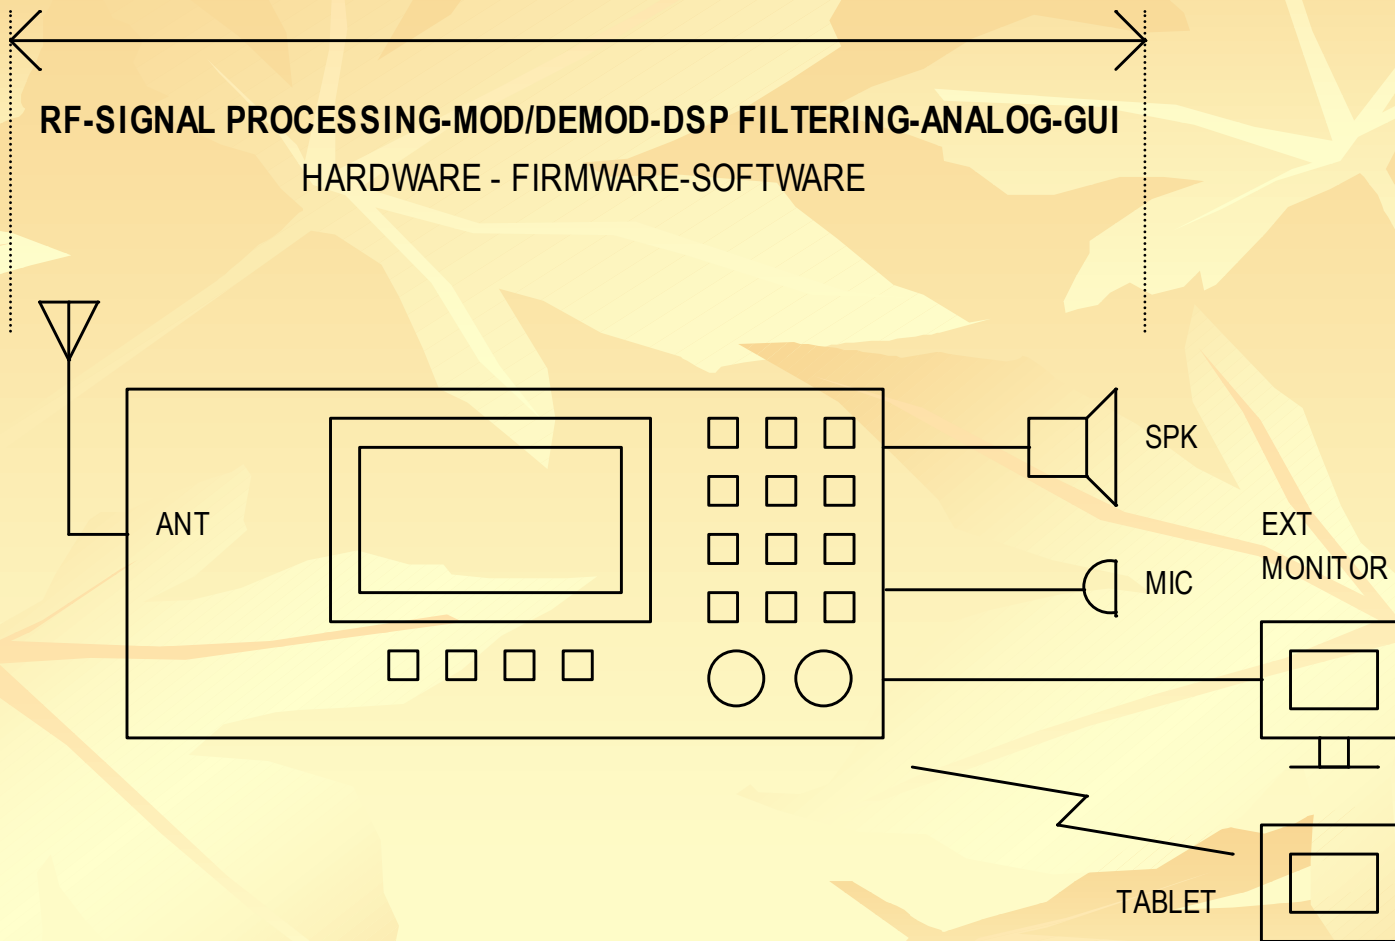 RF-SIGNAL PROCESSING-MOD/DEMOD-DSP FILTERING-ANALOG-GUI
HARDWARE - FIRMWARE-SOFTWARE
SPK
ANT
EXT
MONITOR
MIC
TABLET